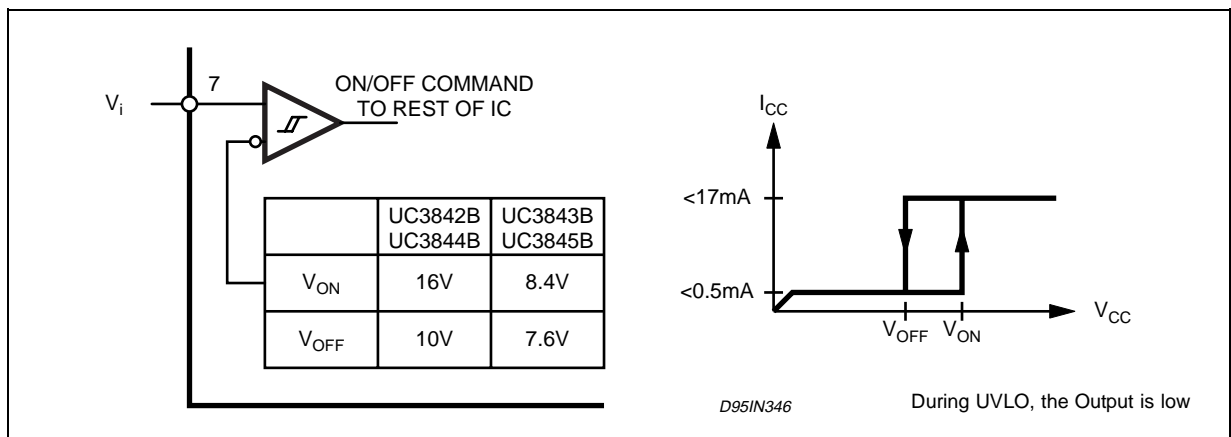 7
V_i
ON/OFF COMMAND
TO REST OF IC
UC3842B UC3843B
UC3844B UC3845B
V_ON 16V 8.4V
V_OFF 10V 7.6V
I_CC
<17mA
<0.5mA
V_OFF V_ON
V_CC
D95IN346
During UVLO, the Output is low